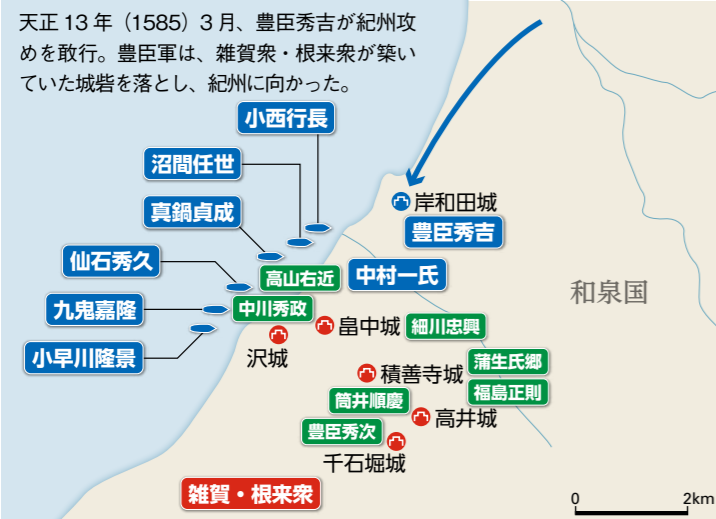 天正13年（1585）3月、豊臣秀吉が紀州攻
めを敢行。豊臣軍は、雑賀衆・根来衆が築い
ていた城砦を落とし、紀州に向かった。
小西行長
沼間任世
真鍋貞成
仙石秀久
九鬼嘉隆
小早川隆景
岸和田城
豊臣秀吉
高山右近
中村一氏
中川秀政
和泉国
沢城
畠中城
細川忠興
積善寺城
蒲生氏郷
福島正則
筒井順慶
高井城
豊臣秀次
千石堀城
雑賀・根来衆
0
2km